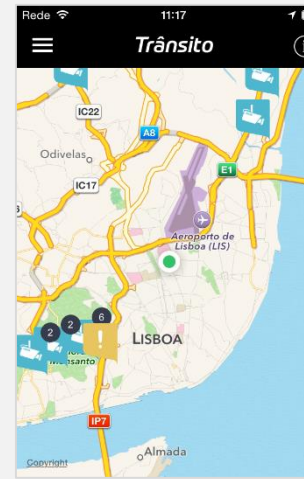 Rede 11:17
Trânsito
IC22
A8
Odivelas
E1
IC17
Aeroporto de
Lisboa (LIS)
6
2
2
LISBOA
Monsanto
IP7
Almada
Copyright